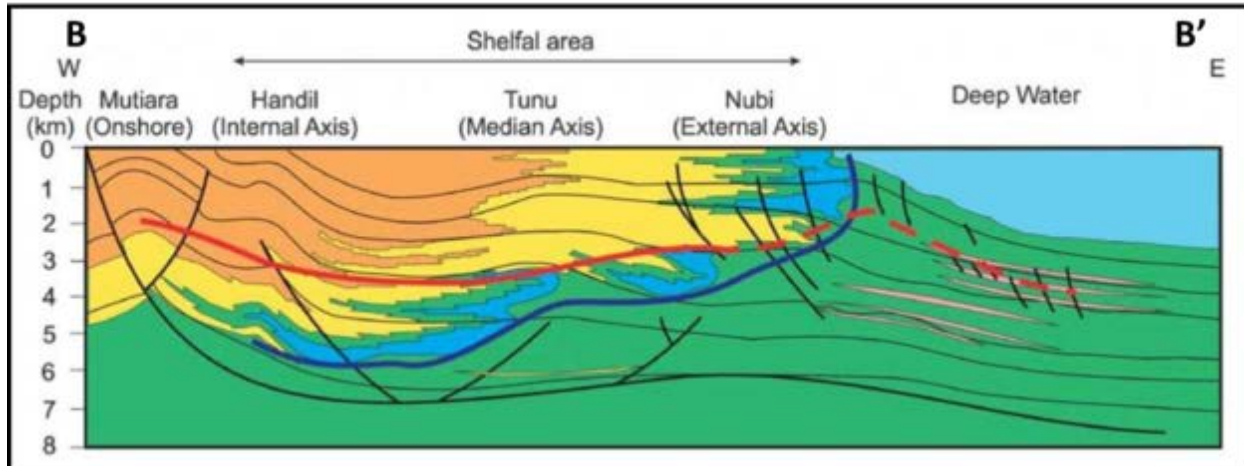 B
B'
Shelfal area
W
E
Depth
(km)
Mutiara
(Onshore)
Handil
(Internal Axis)
Tunu
(Median Axis)
Nubi
(External Axis)
Deep Water
0
1
2
3
4
5
6
7
8